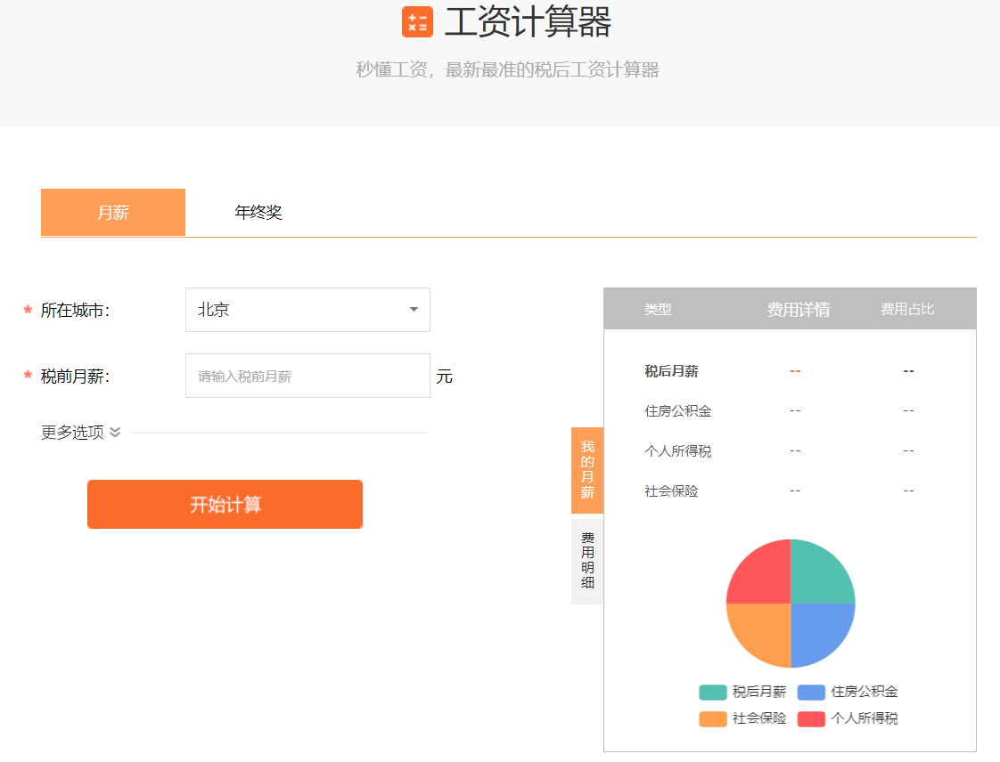 工资计算器
秒懂工资，最新最准的税后工资计算器
月薪 年终奖
* 所在城市： 北京
* 税前月薪： 请输入税前月薪 元
更多选项
开始计算
我的月薪
费用明细
类型 费用详情 费用占比
税后月薪 -- --
住房公积金 -- --
个人所得税 -- --
社会保险 -- --
税后月薪 住房公积金
社会保险 个人所得税